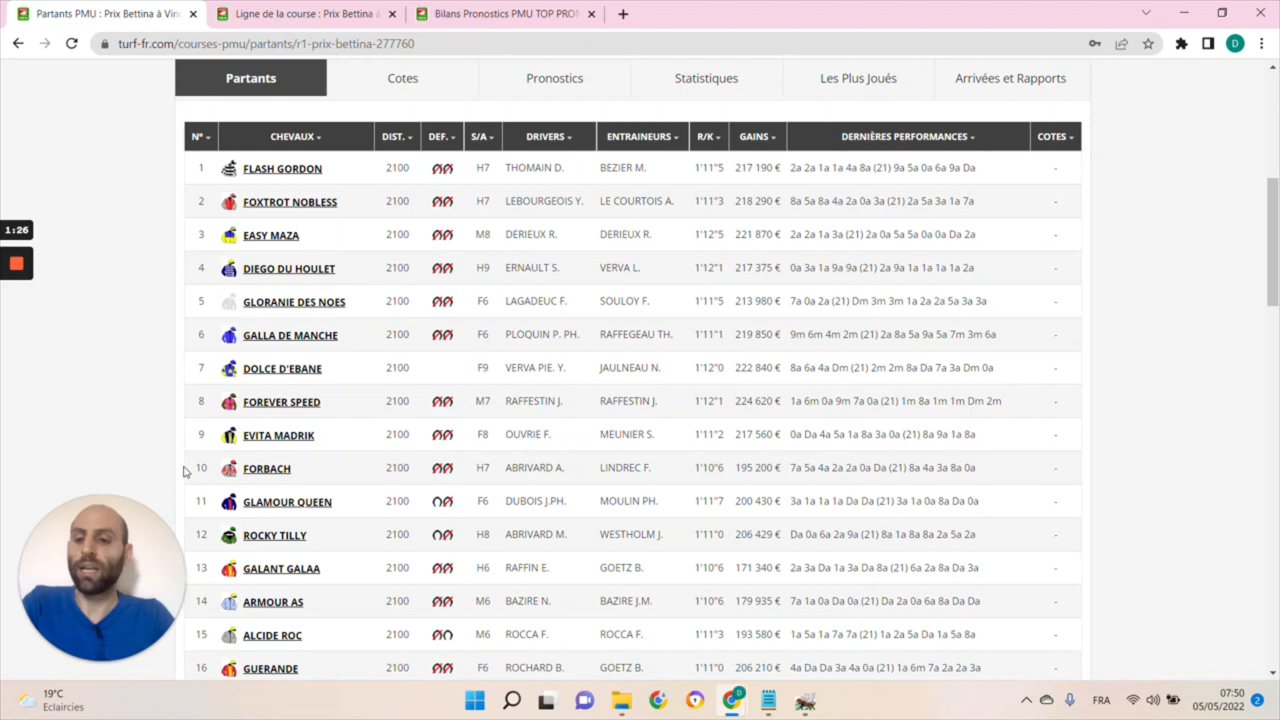 Partants PMU : Prix Bettina à Vin
Ligne de la course : Prix Bettina à
Bilans Pronostics PMU TOP PRON
turf-fr.com/courses-pmu/partants/r1-prix-bettina-277760
D
Partants Cotes Pronostics Statistiques Les Plus Joués Arrivées et Rapports
N° CHEVAUX DIST. DEF. S/A DRIVERS ENTRAINEURS R/K GAINS DERNIÈRES PERFORMANCES COTES
1 FLASH GORDON 2100 H7 THOMAIN D. BEZIER M. 1'11"5 217 190 € 2a 2a 1a 1a 4a 8a (21) 9a 5a 0a 6a 9a Da -
2 FOXTROT NOBLESS 2100 H7 LEBOURGEOIS Y. LE COURTOIS A. 1'11"3 218 290 € 8a 5a 8a 4a 2a 0a 3a (21) 2a 5a 3a 1a 7a -
1:26
3 EASY MAZA 2100 M8 DERIEUX R. DERIEUX R. 1'12"5 221 870 € 2a 2a 1a 3a (21) 2a 0a 5a 5a 0a 0a Da 2a -
4 DIEGO DU HOULET 2100 H9 ERNAULT S. VERVA L. 1'12"1 217 375 € 0a 3a 1a 9a 9a (21) 2a 9a 1a 1a 1a 1a 2a -
5 GLORANIE DES NOES 2100 F6 LAGADEUC F. SOULOY F. 1'11"5 213 980 € 7a 0a 2a (21) Dm 3m 3m 1a 2a 2a 5a 3a 3a -
6 GALLA DE MANCHE 2100 F6 PLOQUIN P. PH. RAFFEGEAU TH. 1'11"1 219 850 € 9m 6m 4m 2m (21) 2a 8a 5a 9a 5a 7m 3m 6a -
7 DOLCE D'EBANE 2100 F9 VERVA PIE. Y. JAULNEAU N. 1'12"0 222 840 € 8a 6a 4a Dm (21) 2m 2m 8a Da 7a 3a Dm 0a -
8 FOREVER SPEED 2100 M7 RAFFESTIN J. RAFFESTIN J. 1'12"1 224 620 € 1a 6m 0a 9m 7a 0a (21) 1m 8a 1m 1m Dm 2m -
9 EVITA MADRIK 2100 F8 OUVRIE F. MEUNIER S. 1'11"2 217 560 € 0a Da 4a 5a 1a 8a 3a 0a (21) 8a 9a 1a 8a -
10 FORBACH 2100 H7 ABRIVARD A. LINDREC F. 1'10"6 195 200 € 7a 5a 4a 2a 2a 0a Da (21) 8a 4a 3a 8a 0a -
11 GLAMOUR QUEEN 2100 F6 DUBOIS J.PH. MOULIN PH. 1'11"7 200 430 € 3a 1a 1a 1a Da Da (21) 3a 1a 0a 8a Da 0a -
12 ROCKY TILLY 2100 H8 ABRIVARD M. WESTHOLM J. 1'11"0 206 429 € Da 0a 6a 2a 9a (21) 8a 1a 8a 8a 2a 5a 2a -
13 GALANT GALAA 2100 H6 RAFFIN E. GOETZ B. 1'10"6 171 340 € 2a 3a Da 1a 3a Da 8a (21) 6a 2a 8a Da 3a -
14 ARMOUR AS 2100 M6 BAZIRE N. BAZIRE J.M. 1'10"6 179 935 € 7a 1a 0a Da 0a Da (21) Da 2a 0a 6a 8a Da Da -
15 ALCIDE ROC 2100 M6 ROCCA F. ROCCA F. 1'11"3 193 580 € 1a 5a 1a 7a 7a (21) 1a 2a 5a Da 1a 5a 8a -
16 GUERANDE 2100 F6 ROCHARD B. GOETZ B. 1'11"0 206 210 € 4a Da Da 3a 4a 0a (21) 1a 6m 7a 2a 2a 3a -
19°C
Eclaircies
FRA
07:50
05/05/2022
2